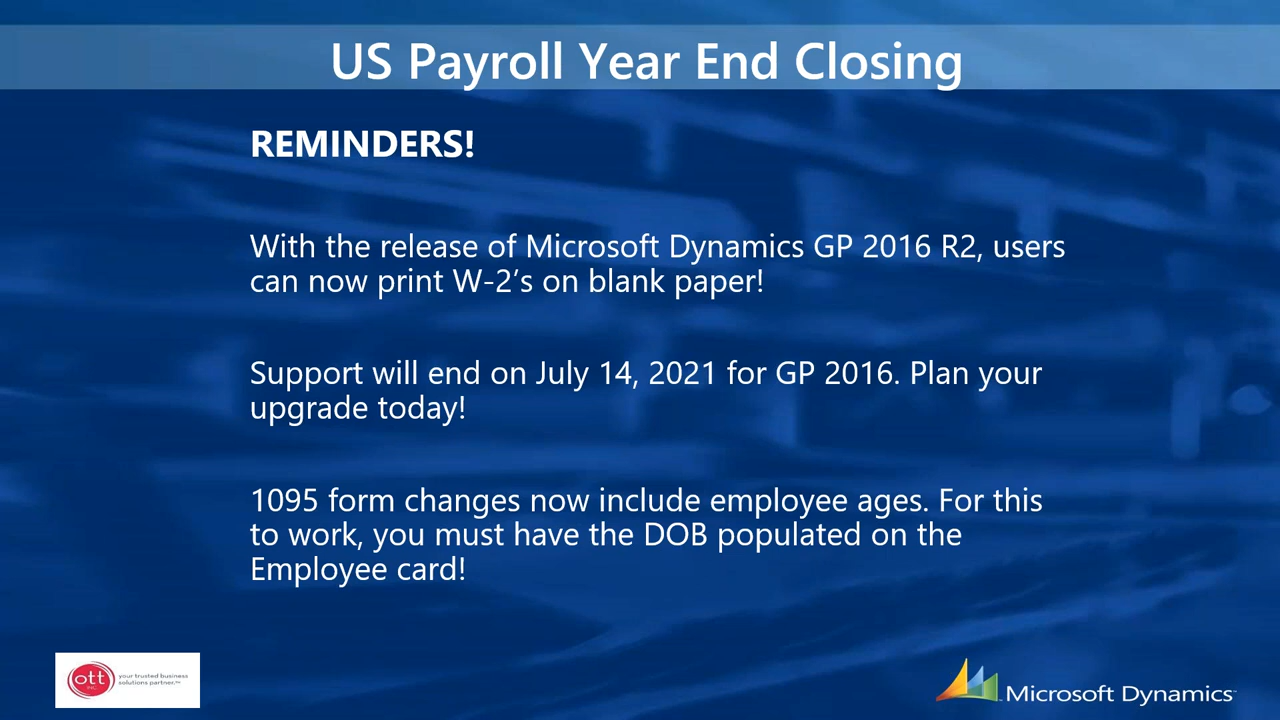 US Payroll Year End Closing
REMINDERS!
With the release of Microsoft Dynamics GP 2016 R2, users
can now print W-2’s on blank paper!
Support will end on July 14, 2021 for GP 2016. Plan your
upgrade today!
1095 form changes now include employee ages. For this
to work, you must have the DOB populated on the
Employee card!
ott
INC.
your trusted business
solutions partner.™
Microsoft Dynamics™